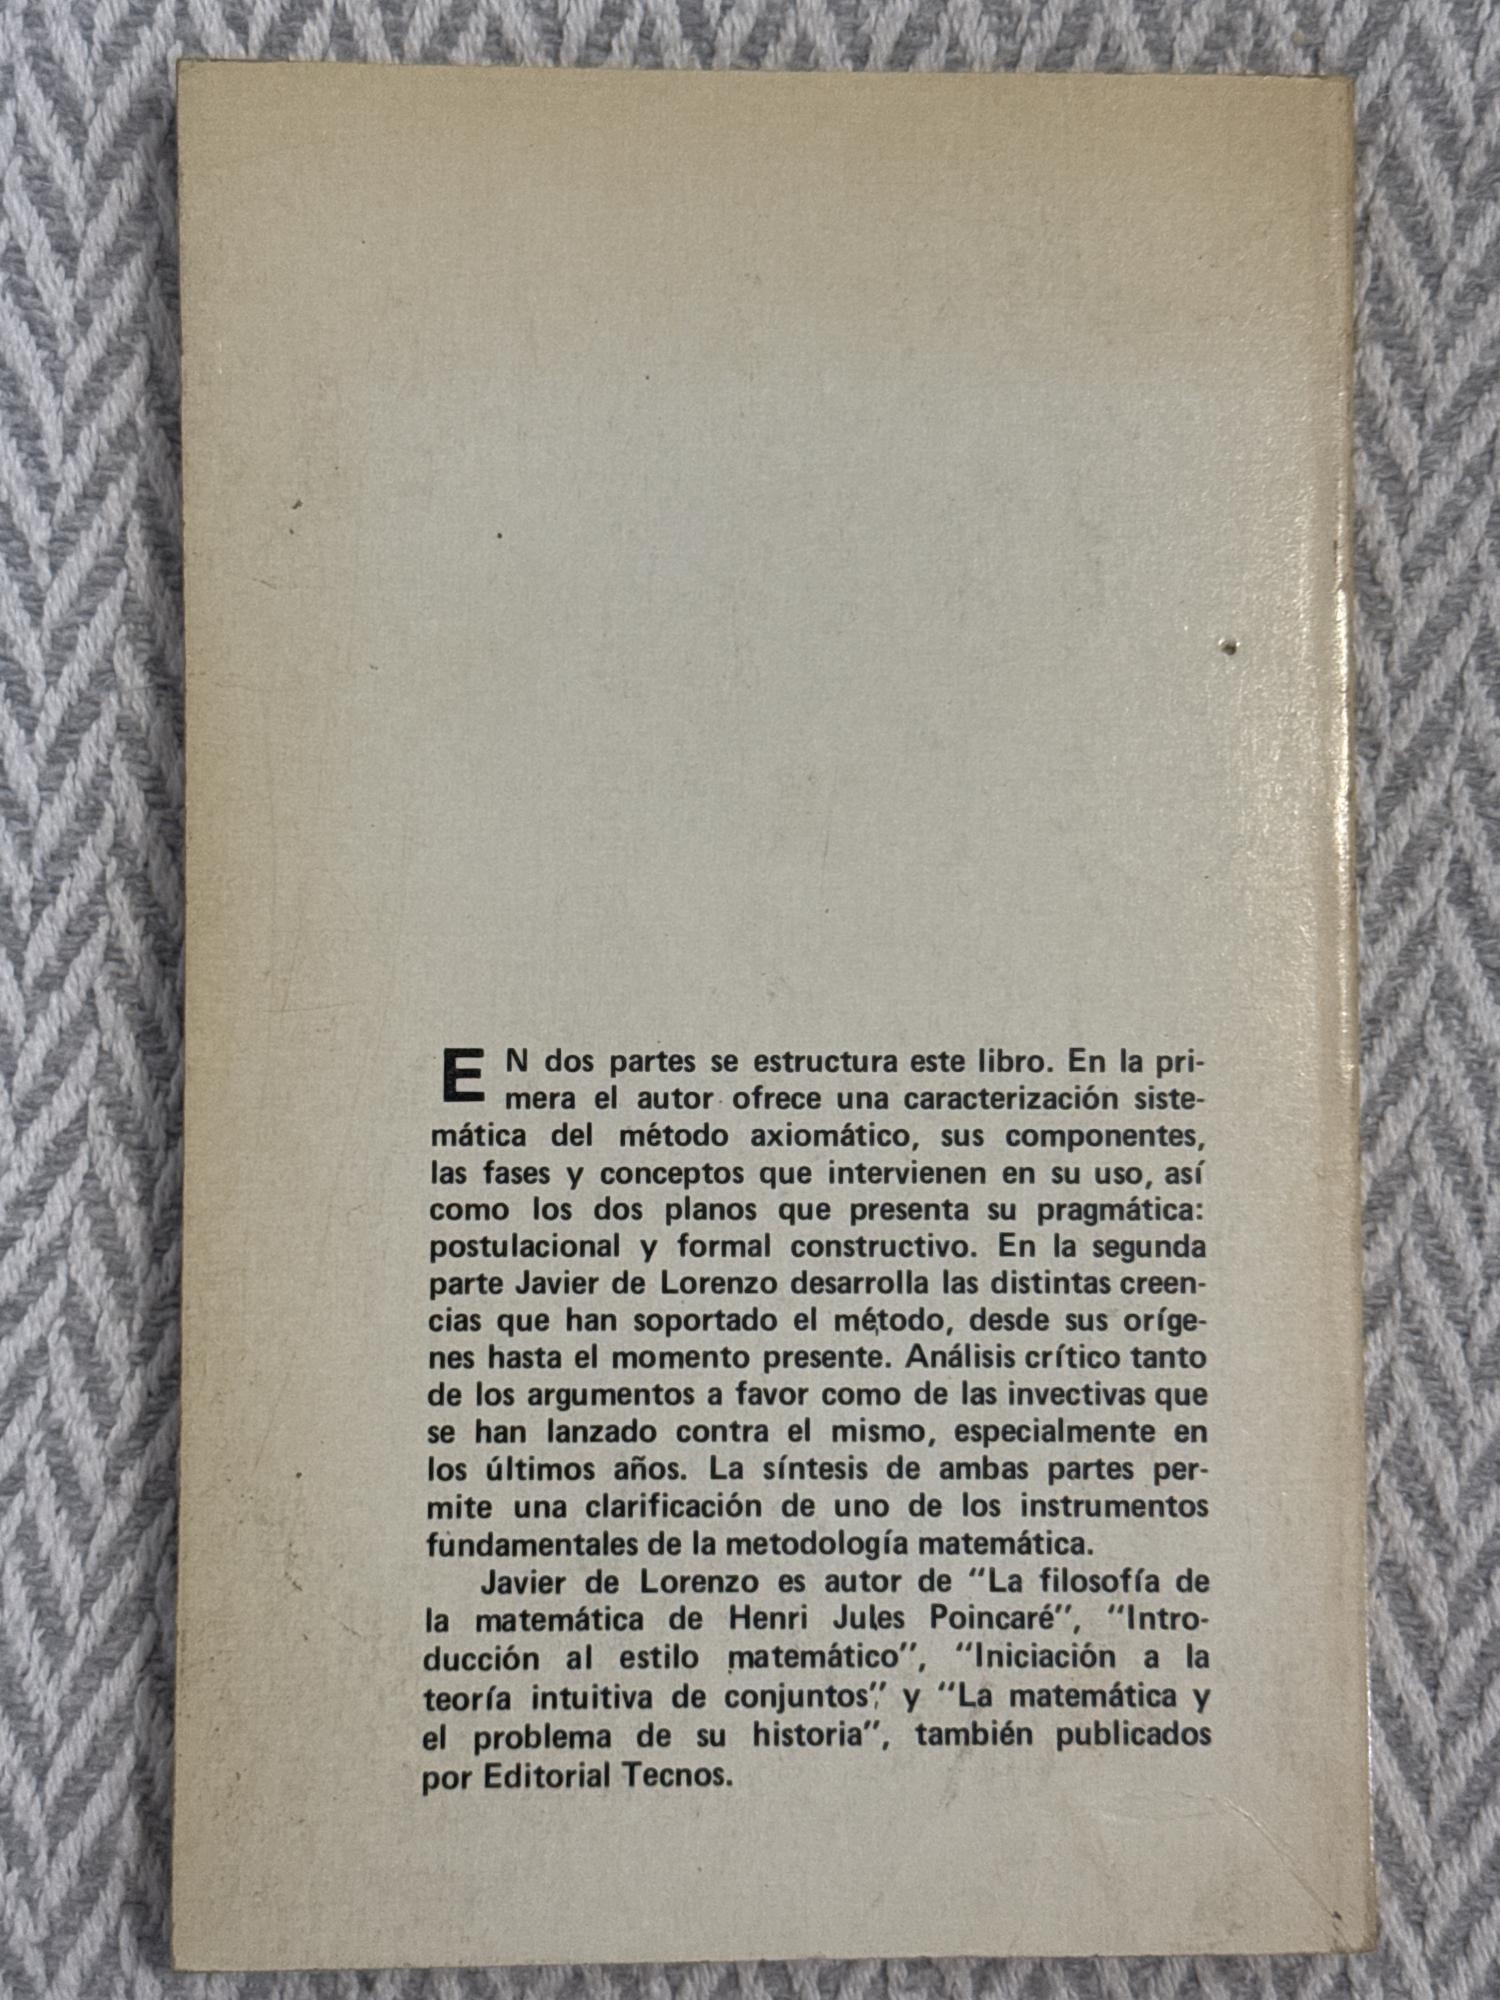 EN dos partes se estructura este libro. En la pri-
mera el autor ofrece una caracterización siste-
mática del método axiomático, sus componentes,
las fases y conceptos que intervienen en su uso, así
como los dos planos que presenta su pragmática:
postulacional y formal constructivo. En la segunda
parte Javier de Lorenzo desarrolla las distintas creen-
cias que han soportado el método, desde sus oríge-
nes hasta el momento presente. Análisis crítico tanto
de los argumentos a favor como de las invectivas que
se han lanzado contra el mismo, especialmente en
los últimos años. La síntesis de ambas partes per-
mite una clarificación de uno de los instrumentos
fundamentales de la metodología matemática.
Javier de Lorenzo es autor de "La filosofía de
la matemática de Henri Jules Poincaré", "Intro-
ducción al estilo matemático", "Iniciación a la
teoría intuitiva de conjuntos" y "La matemática y
el problema de su historia", también publicados
por Editorial Tecnos.